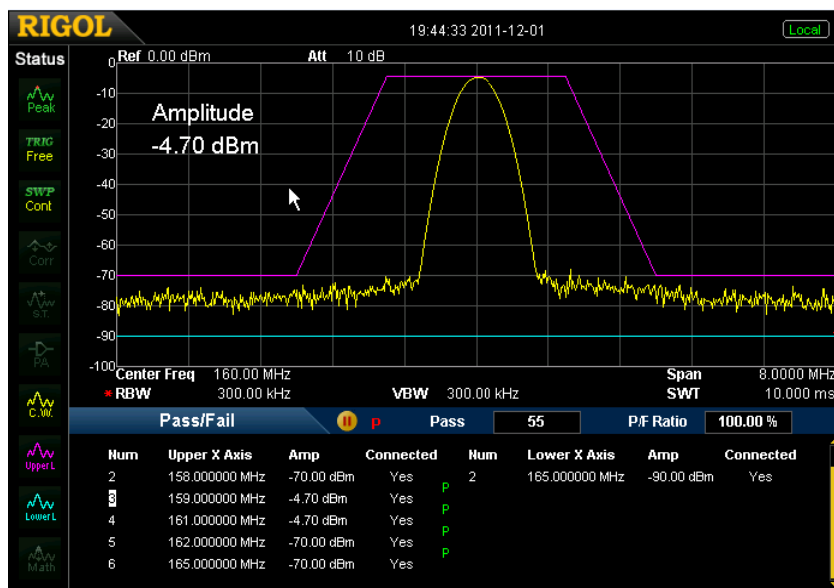 RIGOL
19:44:33 2011-12-01
Local
Status
Ref 0.00 dBm Att 10 dB
0
-10
-20
-30
-40
-50
-60
-70
-80
-90
-100
Amplitude
-4.70 dBm
Peak
TRIG
Free
SWP
Cont
Corr
S.T.
PA
C.W.
UpperL
LowerL
Math
Center Freq 160.00 MHz Span 8.0000 MHz
*RBW 300.00 kHz VBW 300.00 kHz SWT 10.000 ms
Pass/Fail P Pass 55 P/F Ratio 100.00 %
Num Upper X Axis Amp Connected Num Lower X Axis Amp Connected
2 158.000000 MHz -70.00 dBm Yes 2 165.000000 MHz -90.00 dBm Yes
P
3 159.000000 MHz -4.70 dBm Yes
P
4 161.000000 MHz -4.70 dBm Yes
P
5 162.000000 MHz -70.00 dBm Yes
P
6 165.000000 MHz -70.00 dBm Yes